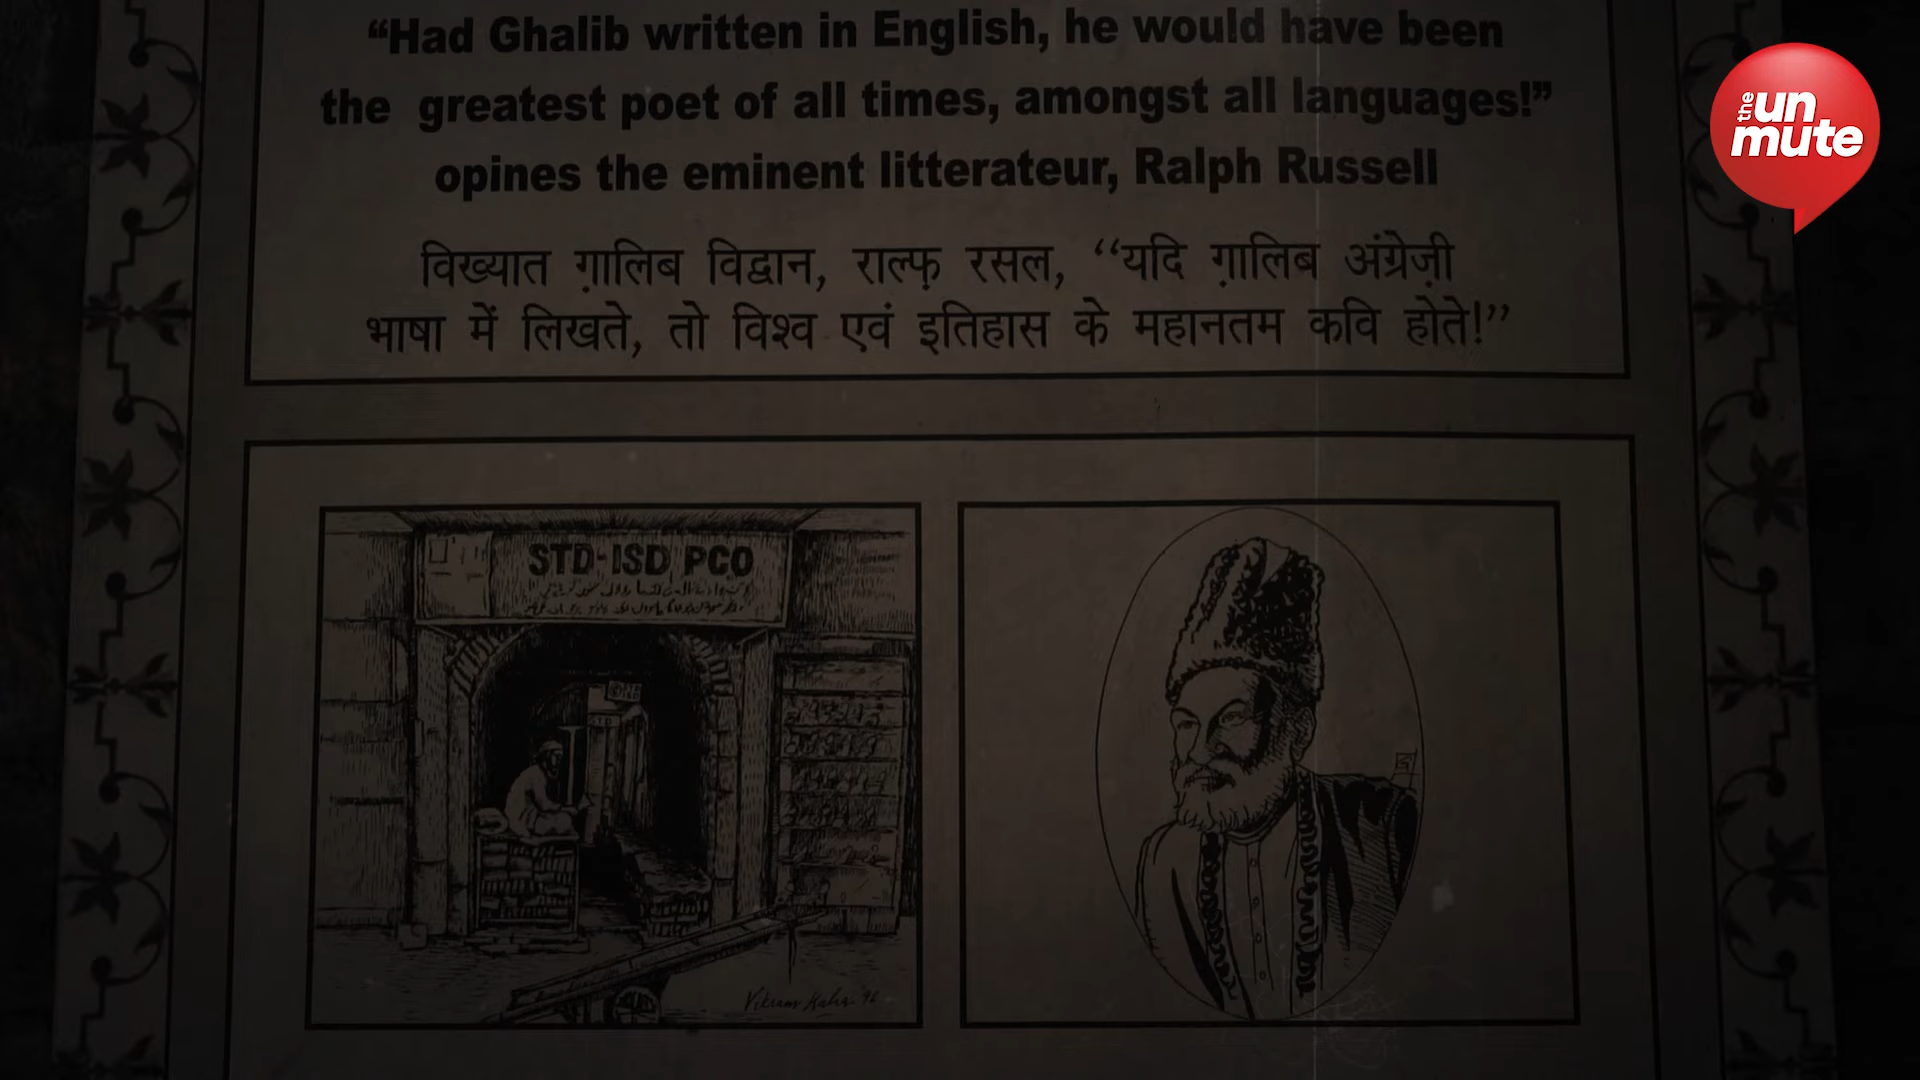 “Had Ghalib written in English, he would have been
the greatest poet of all times, amongst all languages!”
opines the eminent litterateur, Ralph Russell
विख्यात ग़ालिब विद्वान, राल्फ़ रसल, ‘‘यदि ग़ालिब अंग्रेज़ी
भाषा में लिखते, तो विश्व एवं इतिहास के महानतम कवि होते!’’
the un
mute
STD-ISD PCO
STD